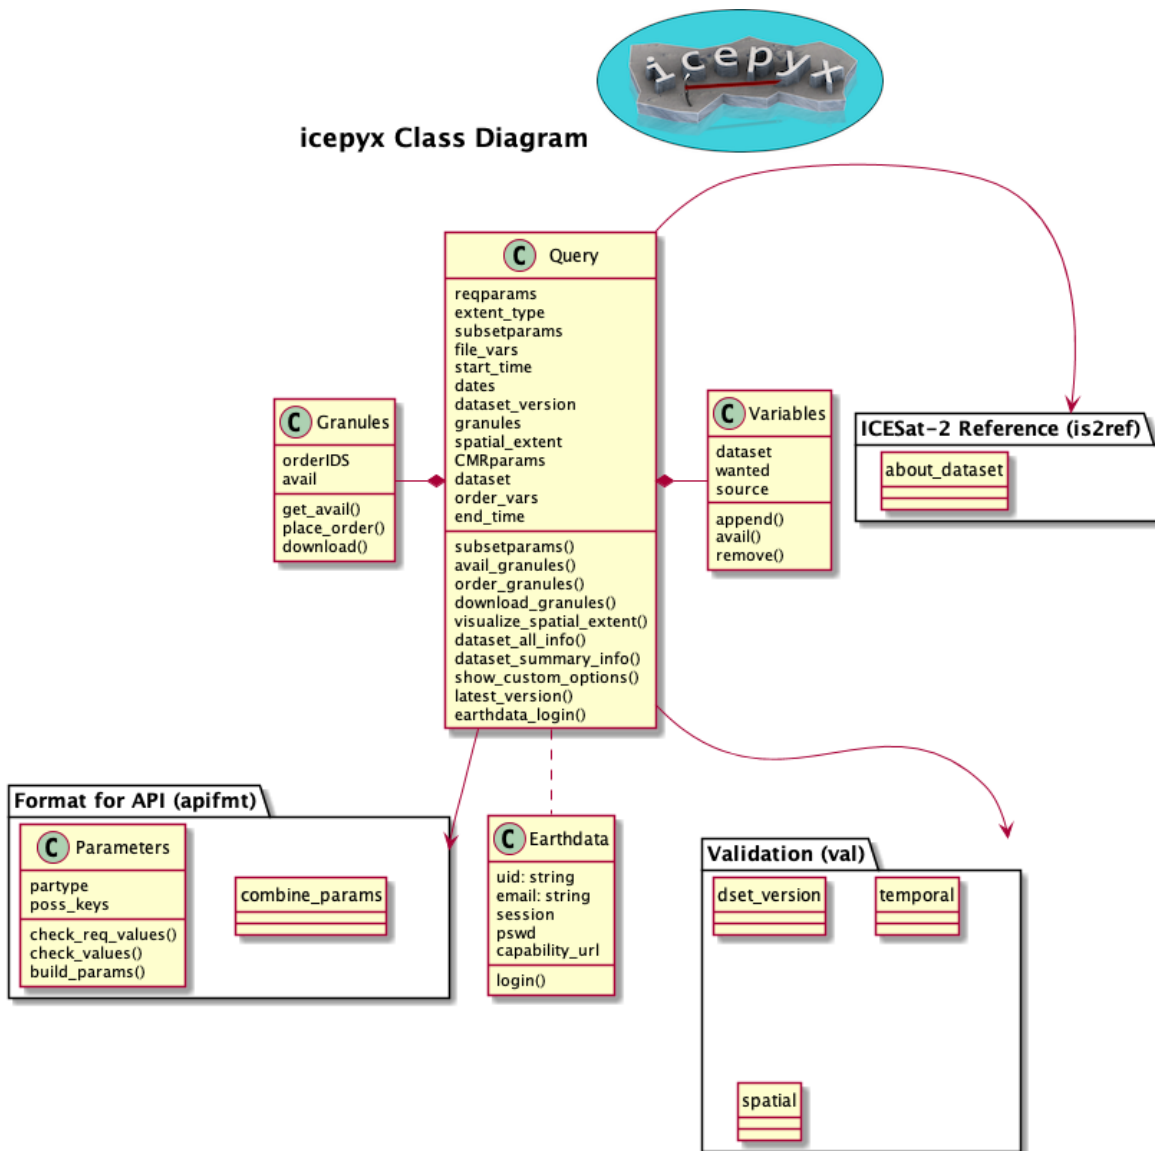 icepyx
icepyx Class Diagram
C Query
reqparams
extent_type
subsetparams
file_vars
start_time
dates
dataset_version
granules
spatial_extent
CMRparams
dataset
order_vars
end_time
subsetparams()
avail_granules()
order_granules()
download_granules()
visualize_spatial_extent()
dataset_all_info()
dataset_summary_info()
show_custom_options()
latest_version()
earthdata_login()
C Granules
orderIDS
avail
get_avail()
place_order()
download()
C Variables
dataset
wanted
source
append()
avail()
remove()
ICESat-2 Reference (is2ref)
about_dataset
Format for API (apifmt)
C Parameters
partype
poss_keys
check_req_values()
check_values()
build_params()
combine_params
C Earthdata
uid: string
email: string
session
pswd
capability_url
login()
Validation (val)
dset_version
temporal
spatial